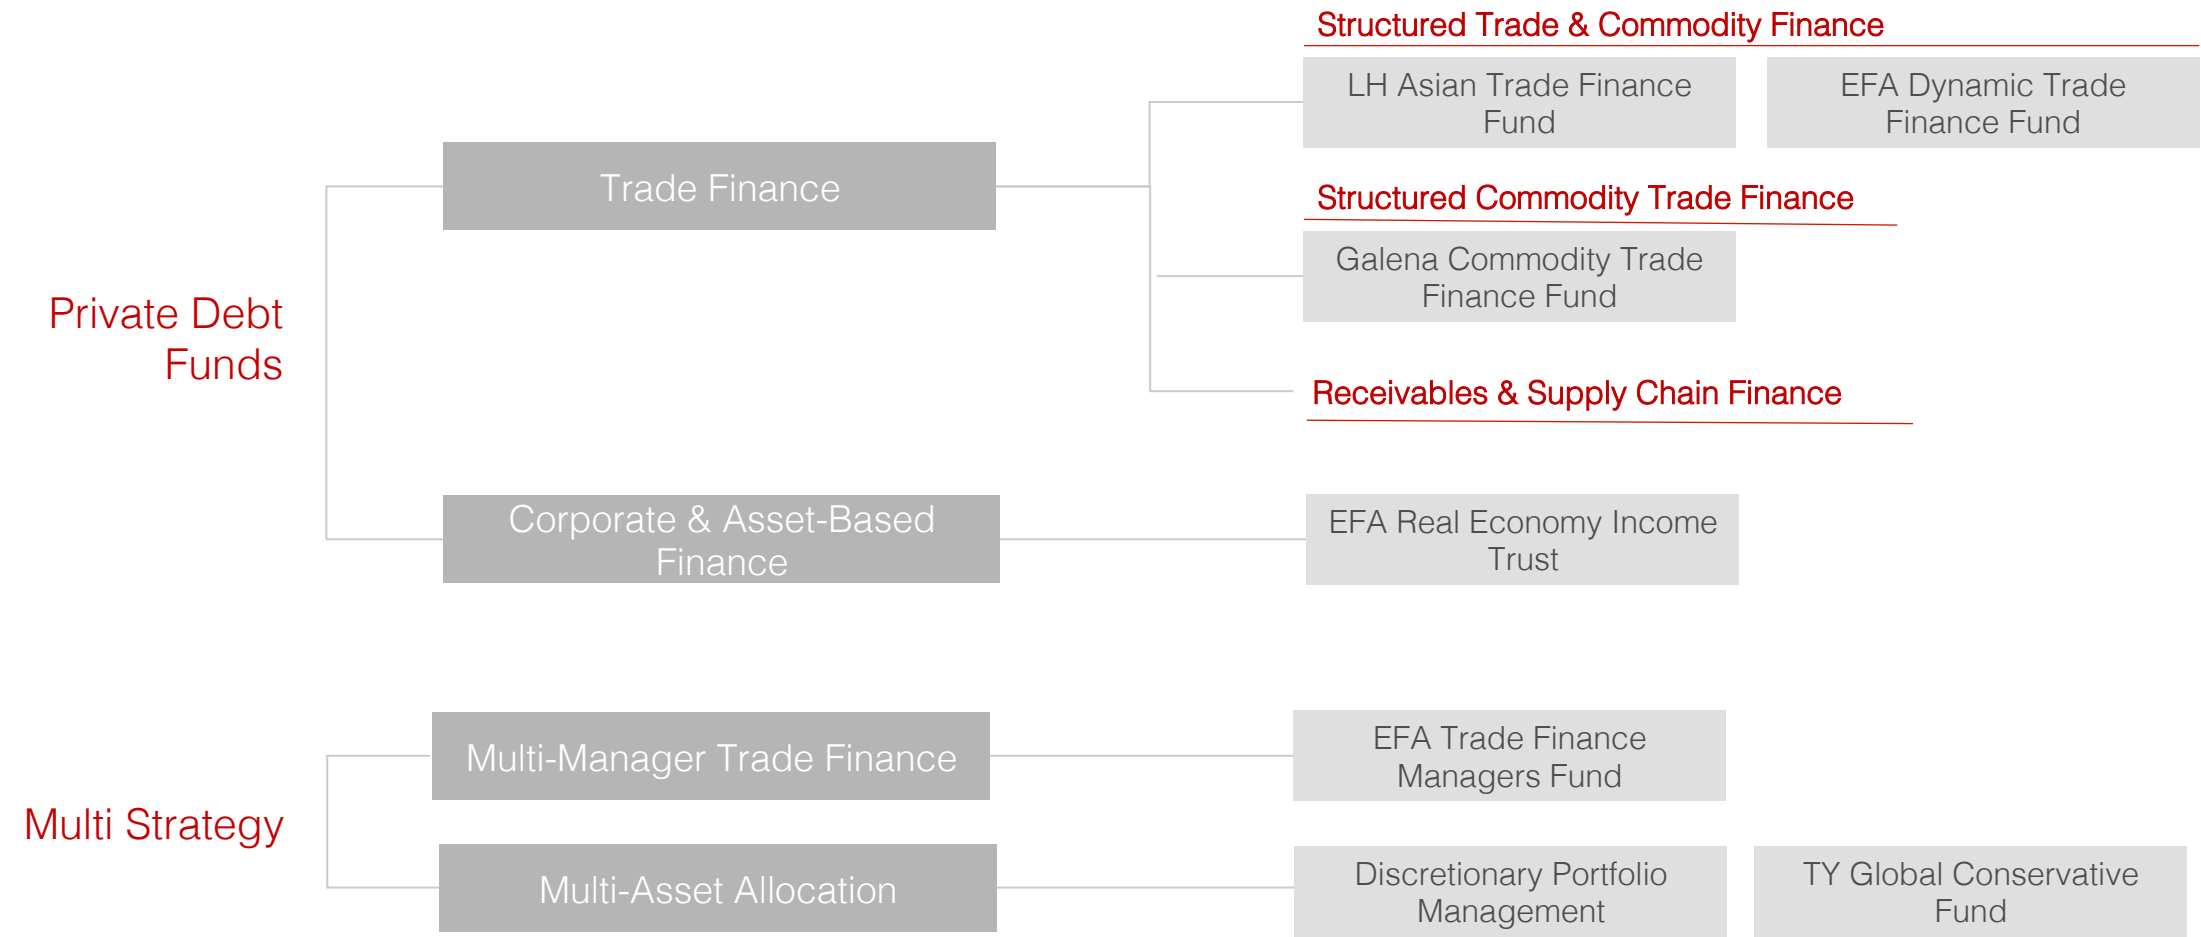 Structured Trade & Commodity Finance
LH Asian Trade Finance
Fund
EFA Dynamic Trade
Finance Fund
Trade Finance
Structured Commodity Trade Finance
Galena Commodity Trade
Finance Fund
Private Debt
Funds
Receivables & Supply Chain Finance
Corporate & Asset-Based
Finance
EFA Real Economy Income
Trust
Multi-Manager Trade Finance
EFA Trade Finance
Managers Fund
Multi Strategy
Multi-Asset Allocation
Discretionary Portfolio
Management
TY Global Conservative
Fund